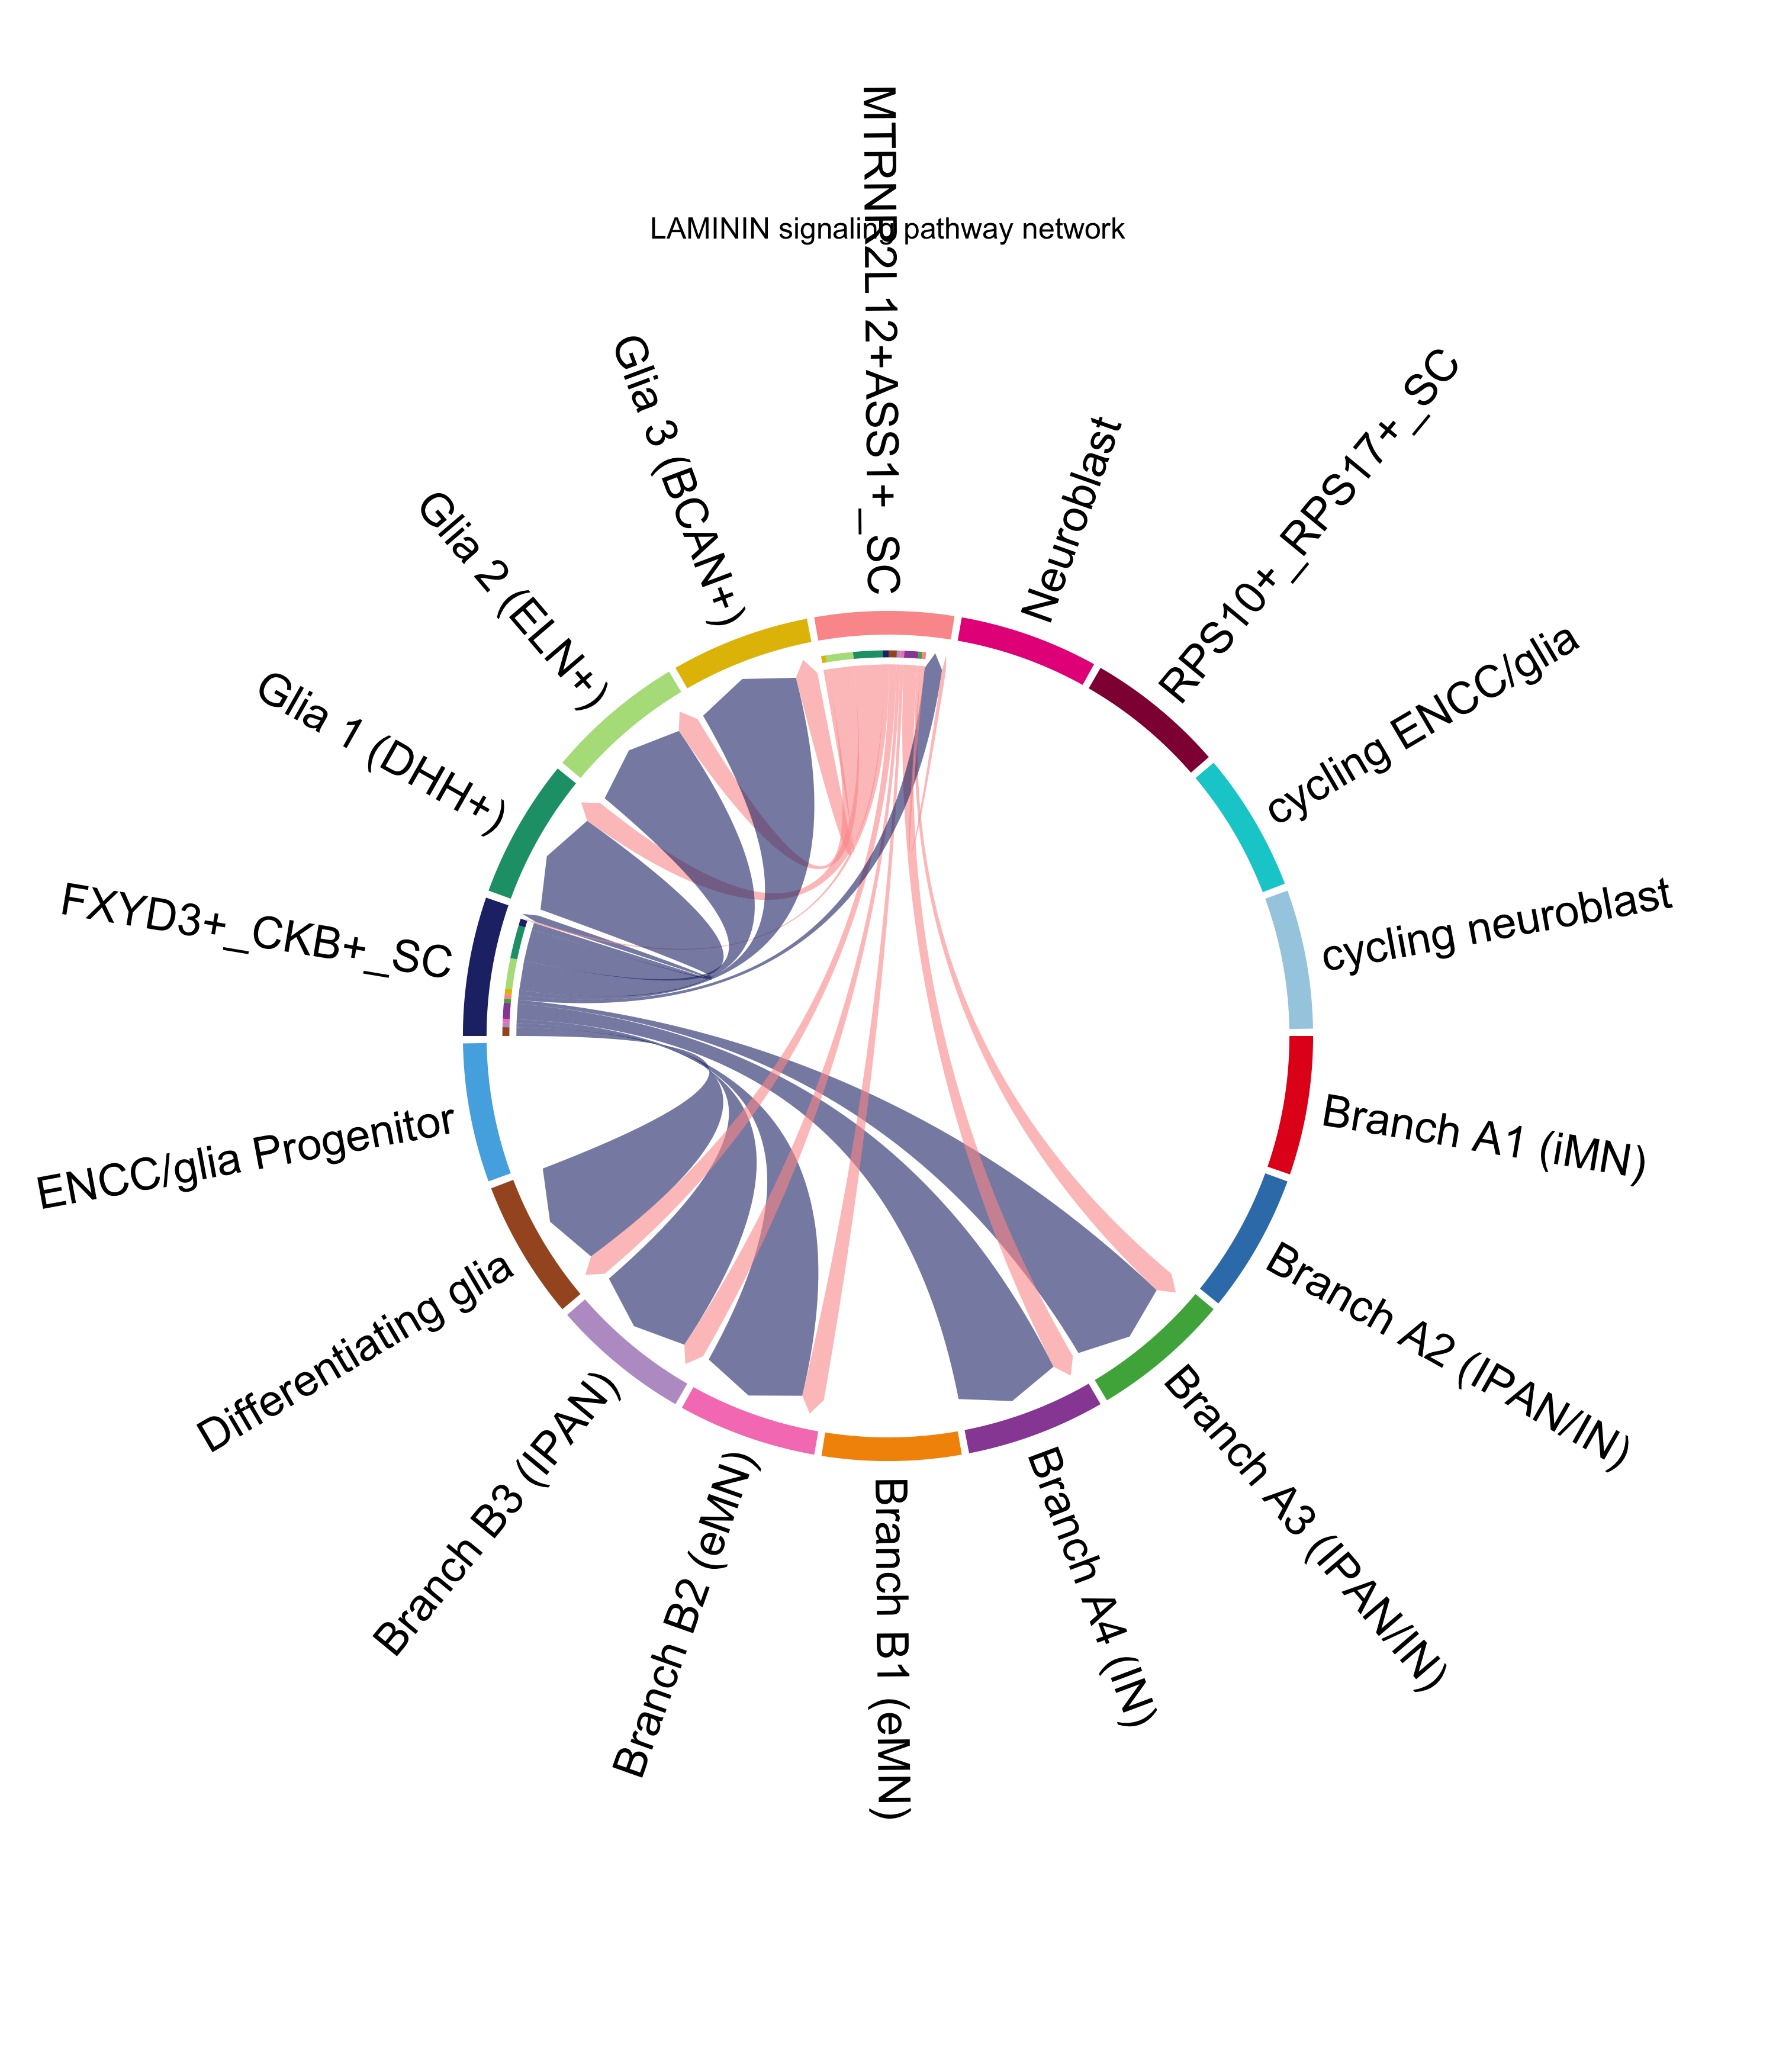 LAMININ signaling pathway network
MTRNR2L12+ASS1+_SC
Neuroblast
RPS10+_RPS17+_SC
cycling ENCC/glia
cycling neuroblast
Branch A1 (iMN)
Branch A2 (IPAN/IN)
Branch A3 (IPAN/IN)
Branch A4 (IN)
Branch B1 (eMN)
Branch B2 (eMN)
Branch B3 (IPAN)
Differentiating glia
ENCC/glia Progenitor
FXYD3+_CKB+_SC
Glia 1 (DHH+)
Glia 2 (ELN+)
Glia 3 (BCAN+)